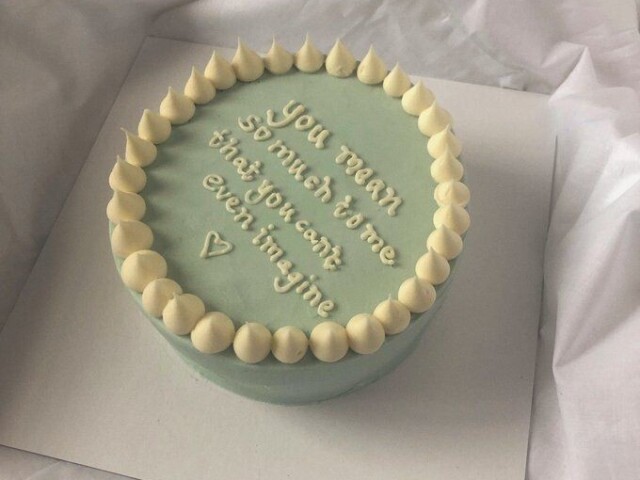 you mean
so much to me
that you can't
even imagine